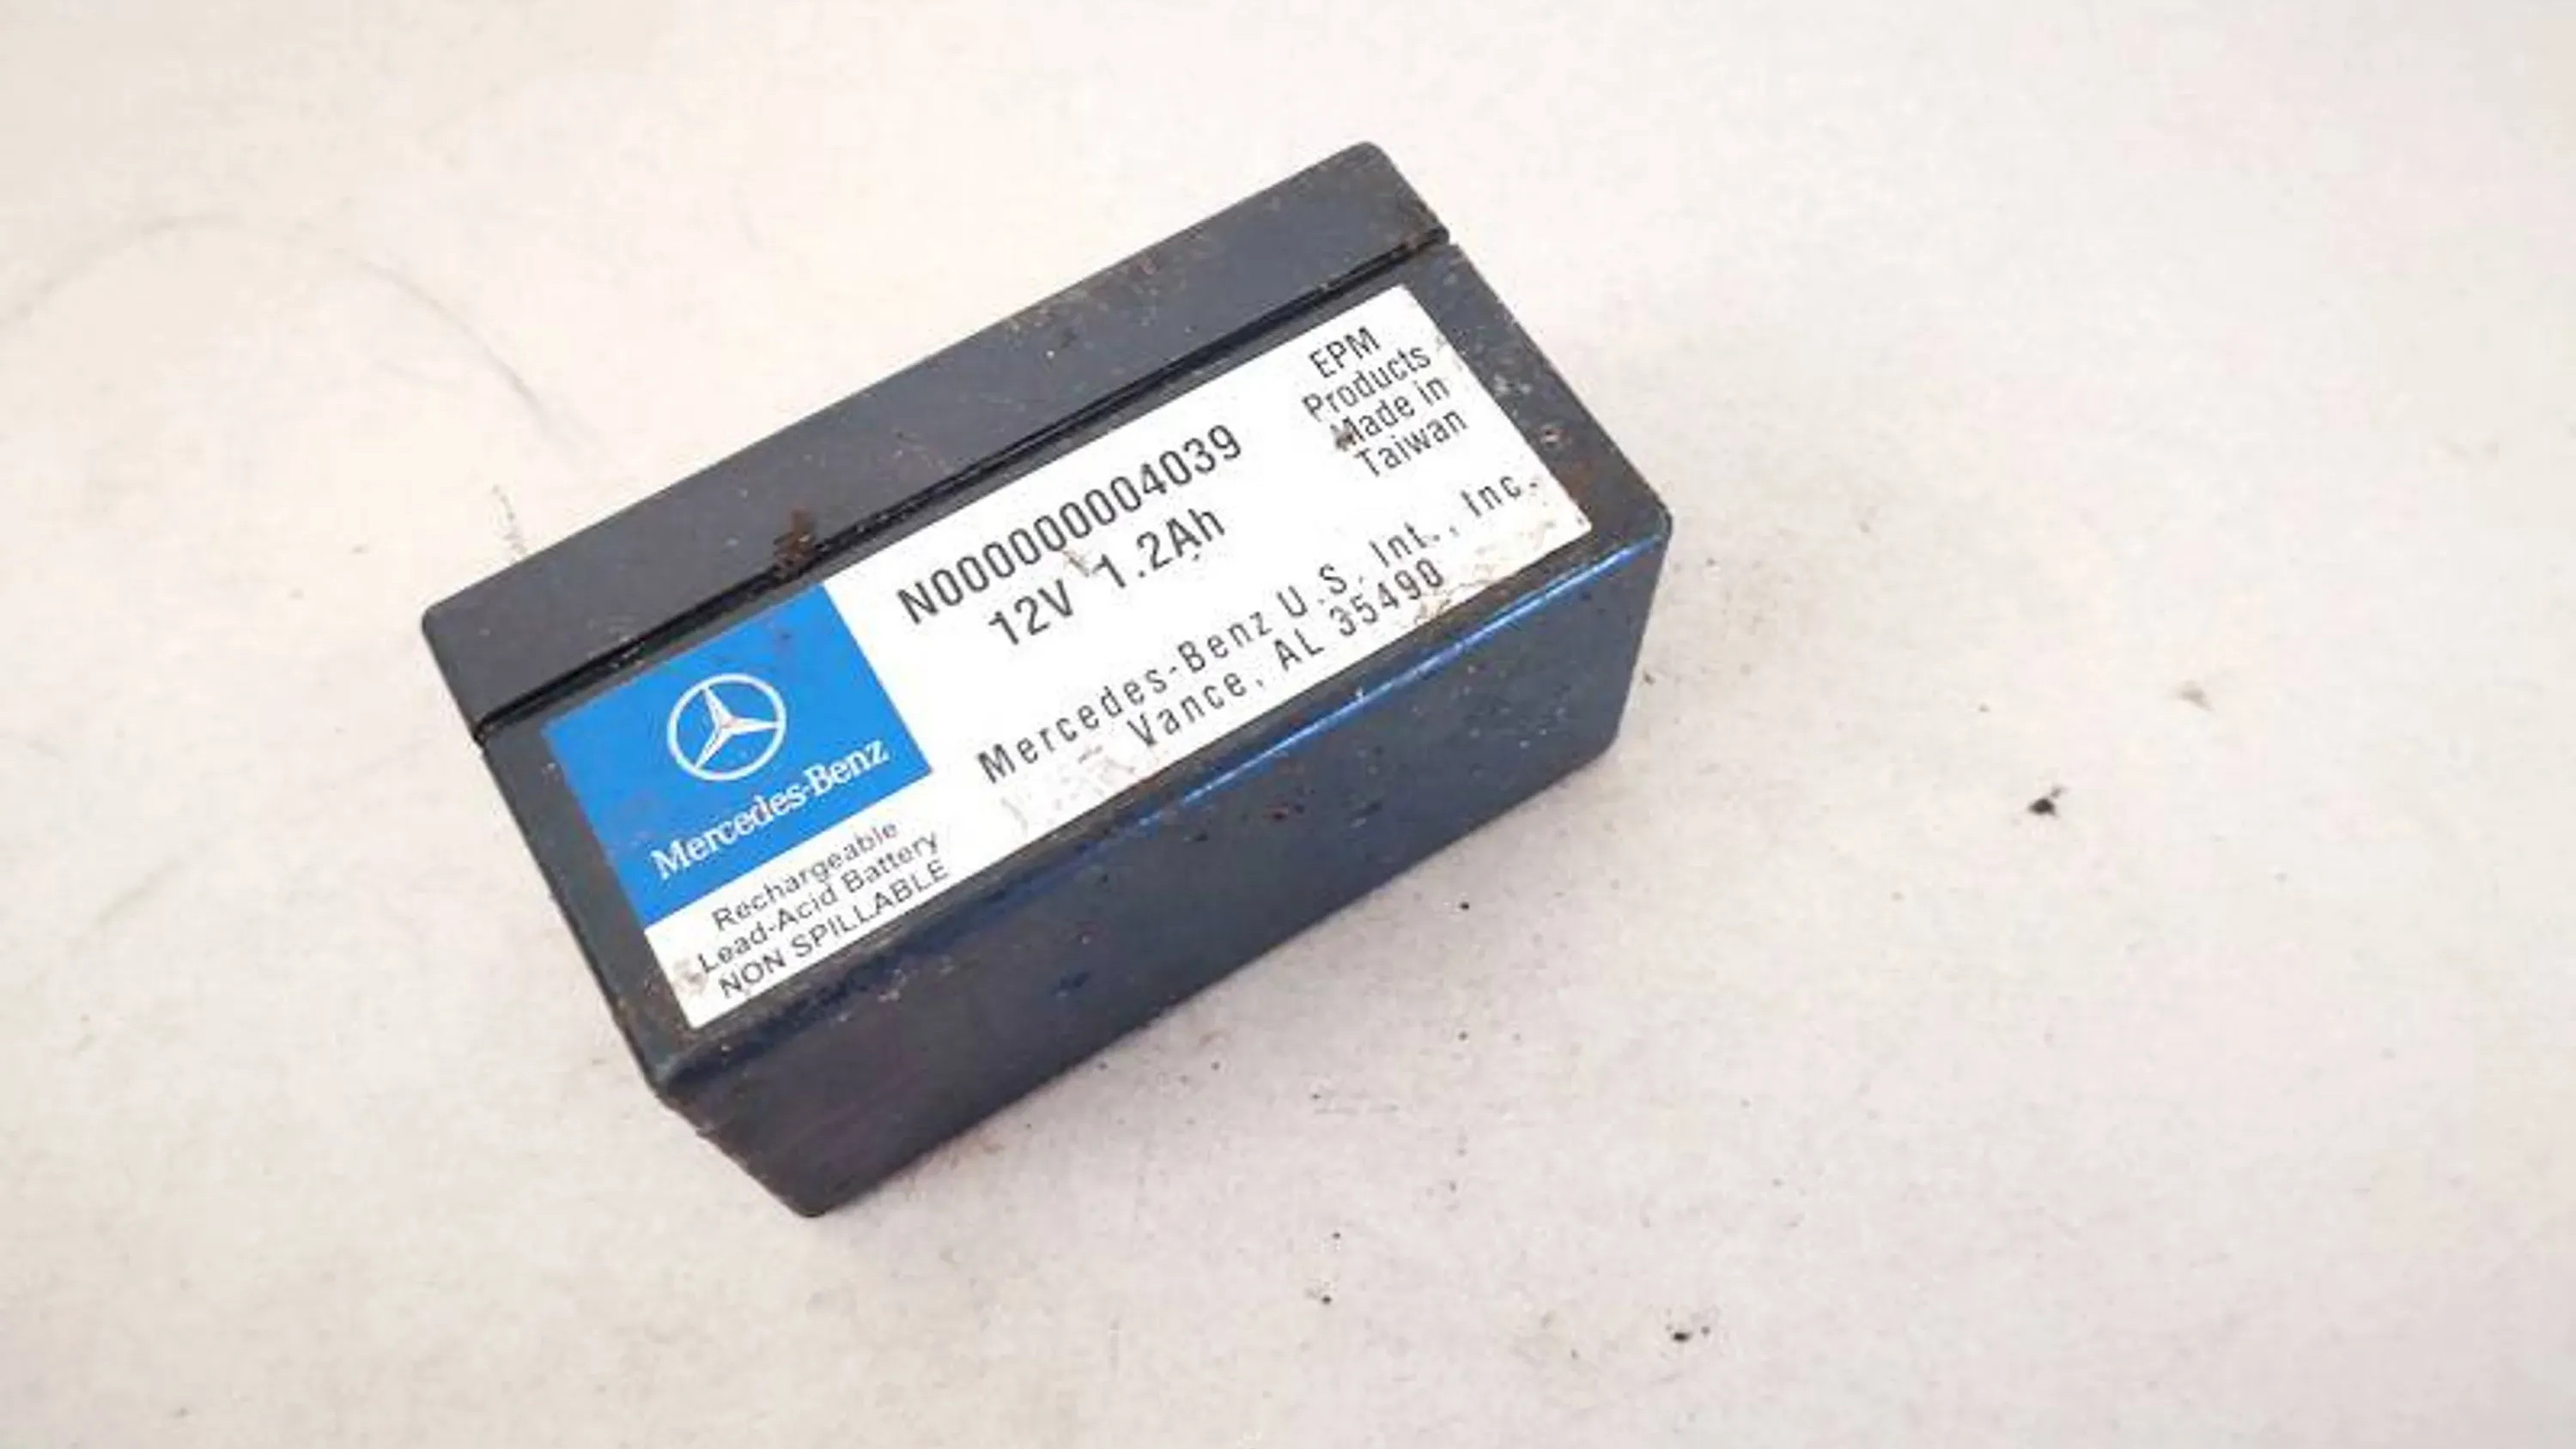 N000000004039
12V 1.2Ah
EPM
Products
Made in
Taiwan
Mercedes-Benz U.S. Int., Inc.
Vance, AL 35490
Mercedes-Benz
Rechargeable
Lead-Acid Battery
NON SPILLABLE